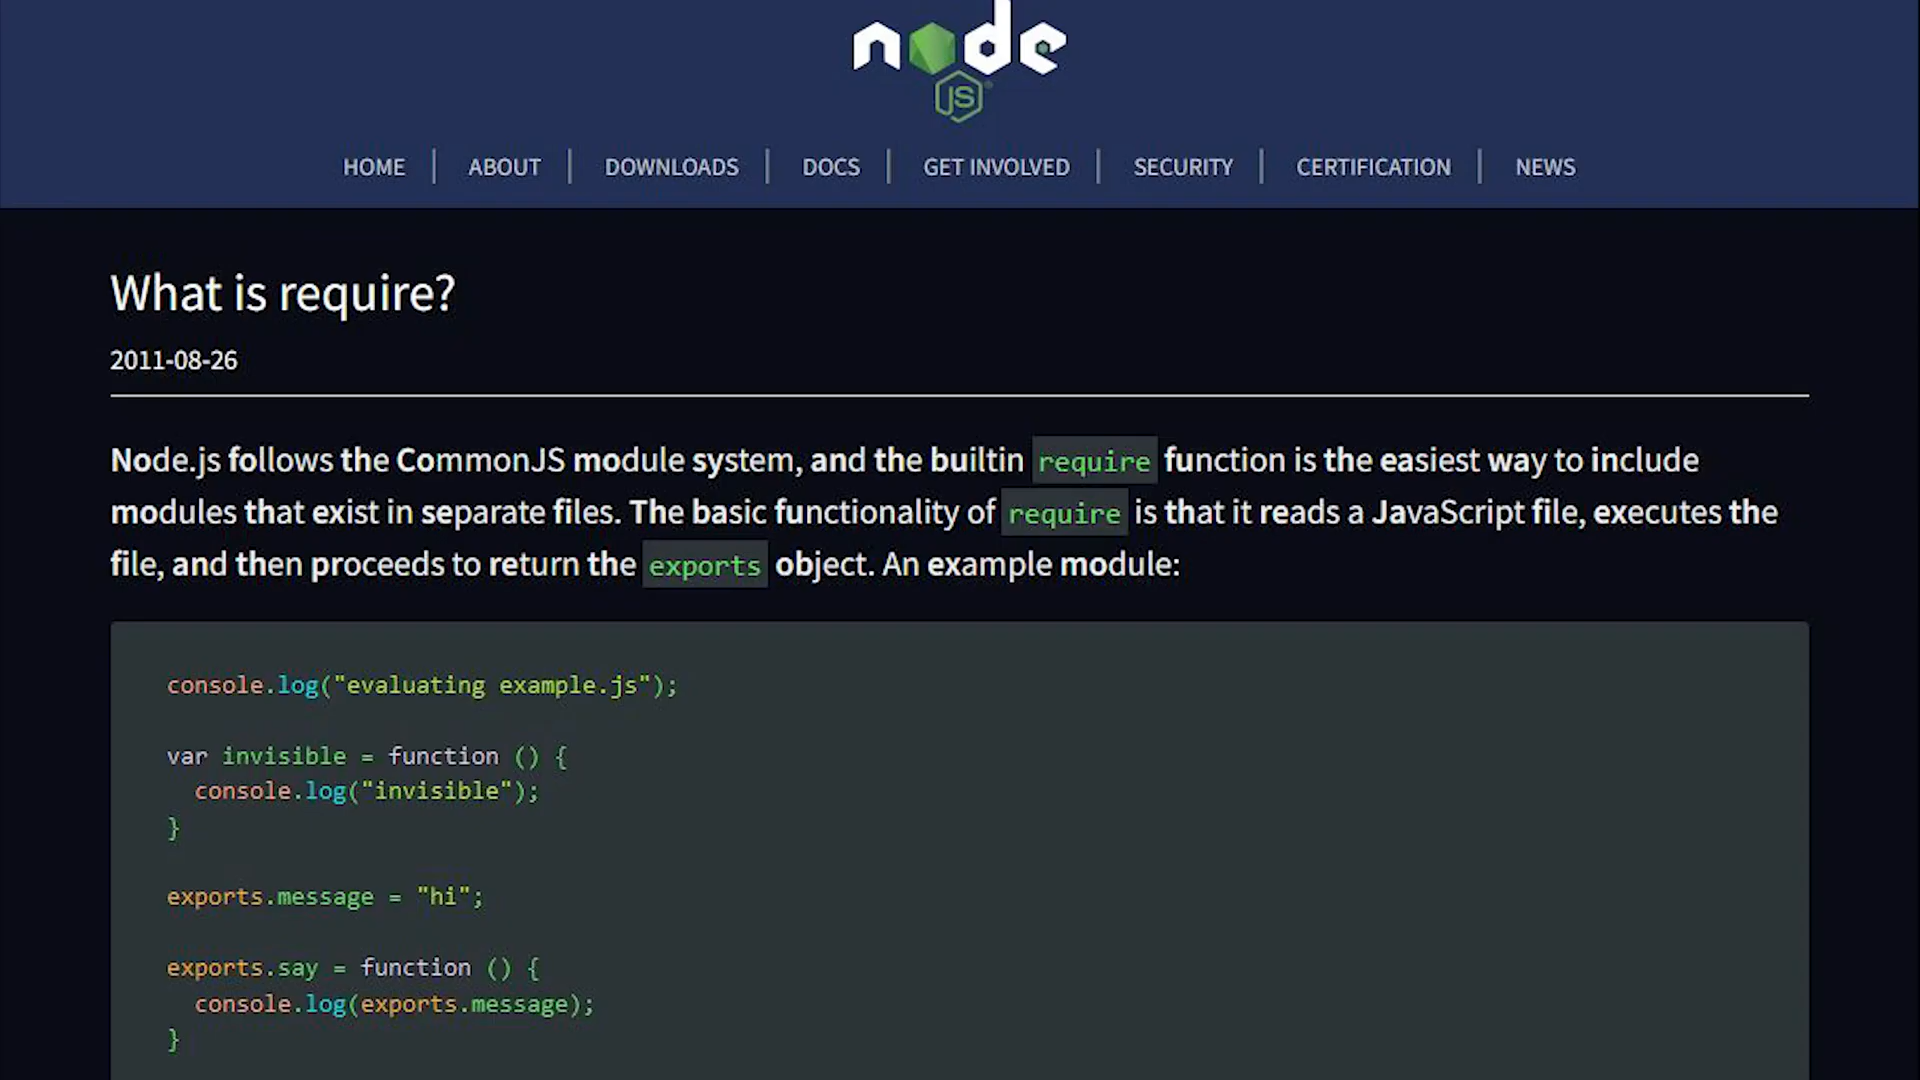 node
JS
HOME | ABOUT | DOWNLOADS | DOCS | GET INVOLVED | SECURITY | CERTIFICATION | NEWS
What is require?
2011-08-26
Node.js follows the CommonJS module system, and the builtin require function is the easiest way to include
modules that exist in separate files. The basic functionality of require is that it reads a JavaScript file, executes the
file, and then proceeds to return the exports object. An example module:
console.log("evaluating example.js");
var invisible = function () {
  console.log("invisible");
}
exports.message = "hi";
exports.say = function () {
  console.log(exports.message);
}